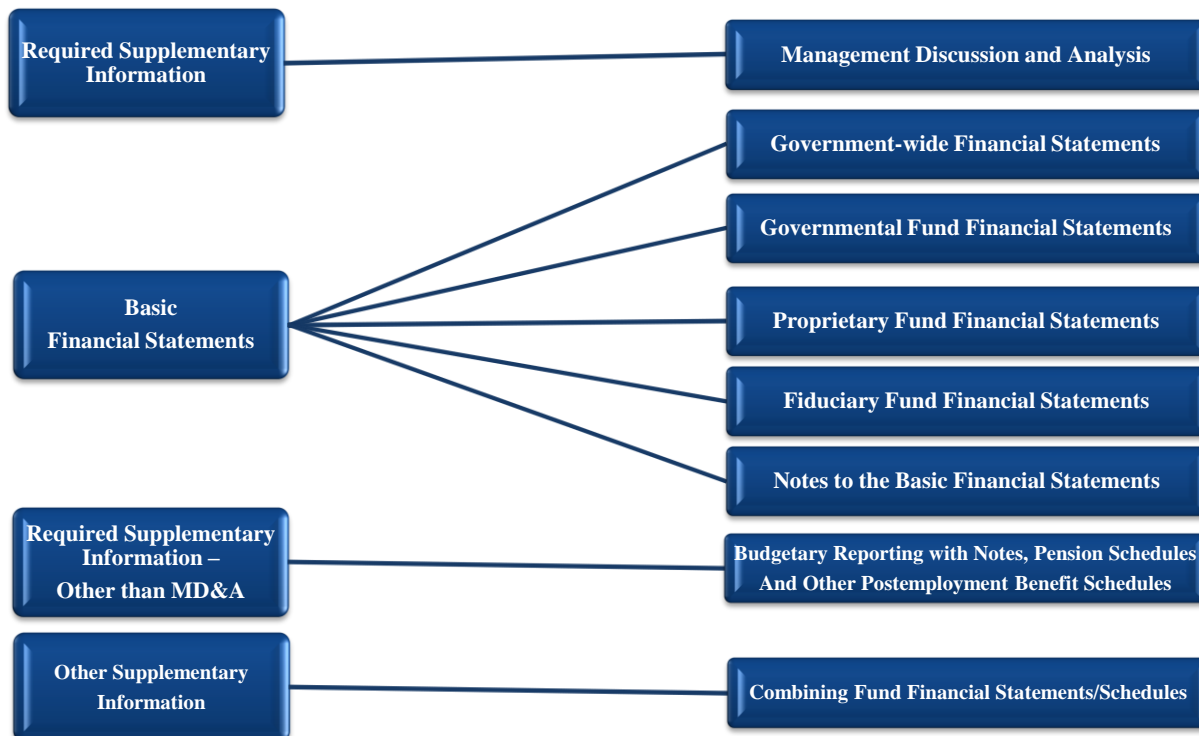 Required Supplementary
Information
Management Discussion and Analysis
Government-wide Financial Statements
Governmental Fund Financial Statements
Basic
Financial Statements
Proprietary Fund Financial Statements
Fiduciary Fund Financial Statements
Notes to the Basic Financial Statements
Required Supplementary
Information –
Other than MD&A
Budgetary Reporting with Notes, Pension Schedules
And Other Postemployment Benefit Schedules
Other Supplementary
Information
Combining Fund Financial Statements/Schedules